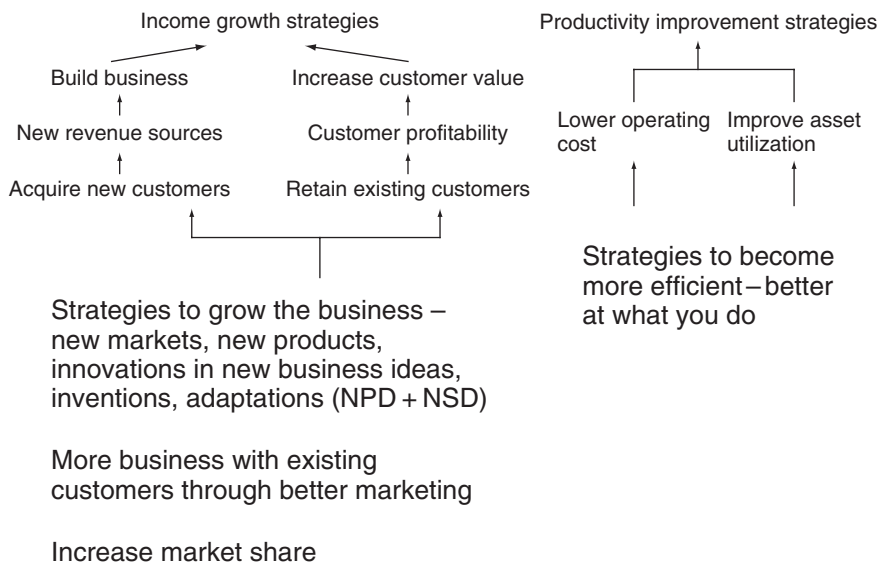 Income growth strategies
Build business
Increase customer value
New revenue sources
Customer profitability
Acquire new customers
Retain existing customers
Strategies to grow the business –
new markets, new products,
innovations in new business ideas,
inventions, adaptations (NPD + NSD)
More business with existing
customers through better marketing
Increase market share
Productivity improvement strategies
Lower operating
cost
Improve asset
utilization
Strategies to become
more efficient – better
at what you do